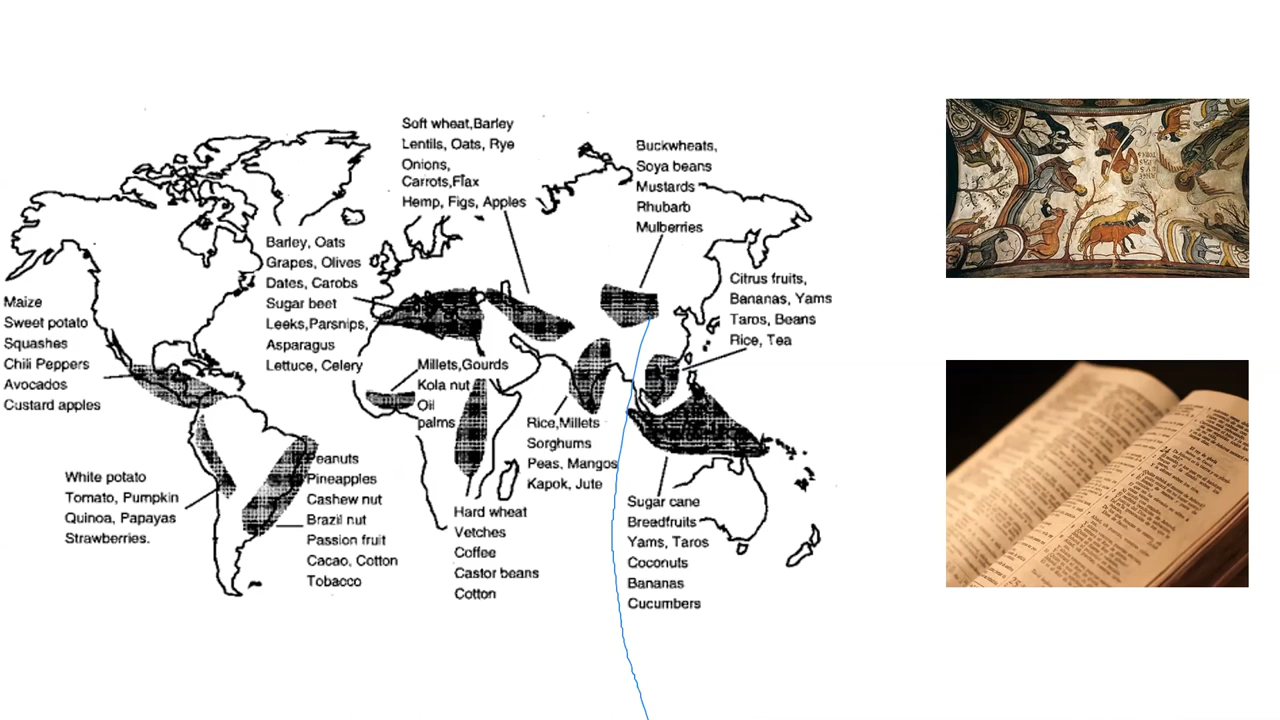 Soft wheat,Barley
Lentils, Oats, Rye
Onions,
Carrots,Flax
Hemp, Figs, Apples
Buckwheats,
Soya beans
Mustards
Rhubarb
Mulberries
Barley, Oats
Grapes, Olives
Dates, Carobs
Sugar beet
Leeks,Parsnips,
Asparagus
Lettuce, Celery
Citrus fruits,
Bananas, Yams
Taros, Beans
Rice, Tea
Maize
Sweet potato
Squashes
Chili Peppers
Avocados
Custard apples
Millets,Gourds
Kola nut
Oil
palms
Rice,Millets
Sorghums
Peas, Mangos
Kapok, Jute
White potato
Tomato, Pumpkin
Quinoa, Papayas
Strawberries.
Peanuts
Pineapples
Cashew nut
Brazil nut
Passion fruit
Cacao, Cotton
Tobacco
Hard wheat
Vetches
Coffee
Castor beans
Cotton
Sugar cane
Breadfruits
Yams, Taros
Coconuts
Bananas
Cucumbers